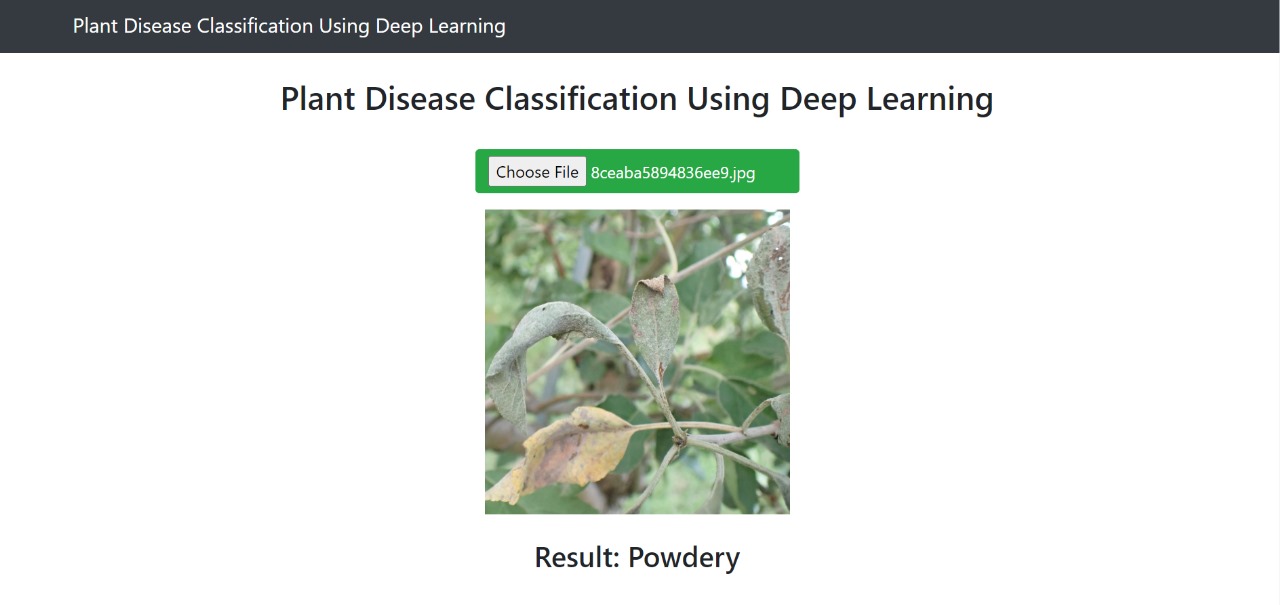 Plant Disease Classification Using Deep Learning
Plant Disease Classification Using Deep Learning
Choose File 8ceaba5894836ee9.jpg
Result: Powdery